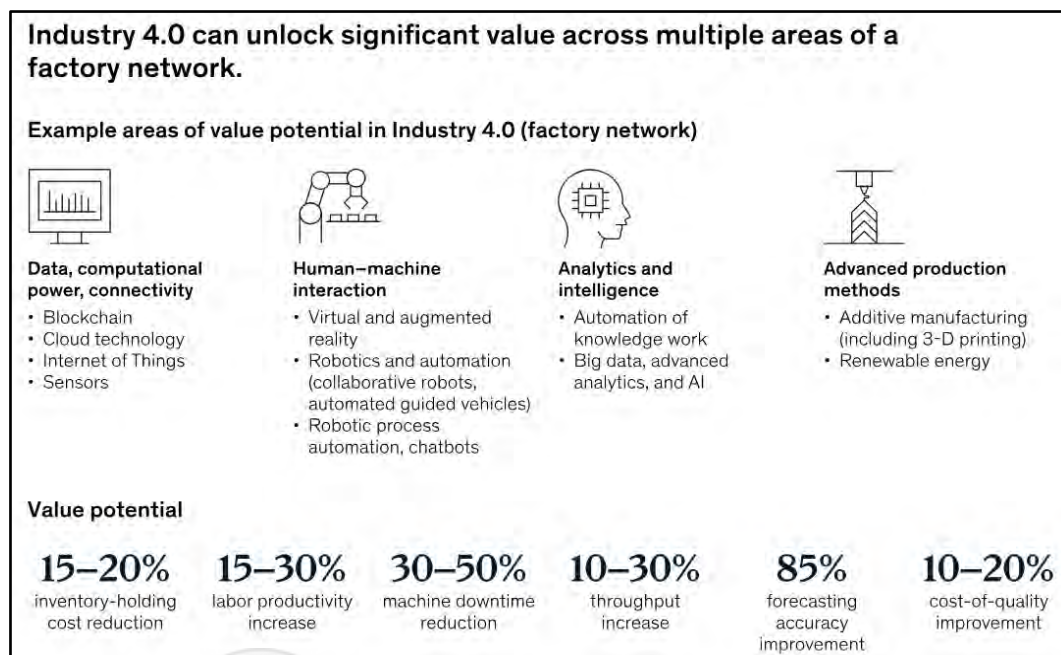 Industry 4.0 can unlock significant value across multiple areas of a
factory network.
Example areas of value potential in Industry 4.0 (factory network)
Data, computational
power, connectivity
• Blockchain
• Cloud technology
• Internet of Things
• Sensors
Human–machine
interaction
• Virtual and augmented
reality
• Robotics and automation
(collaborative robots,
automated guided vehicles)
• Robotic process
automation, chatbots
Analytics and
intelligence
• Automation of
knowledge work
• Big data, advanced
analytics, and AI
Advanced production
methods
• Additive manufacturing
(including 3-D printing)
• Renewable energy
Value potential
15–20%
inventory-holding
cost reduction
15–30%
labor productivity
increase
30–50%
machine downtime
reduction
10–30%
throughput
increase
85%
forecasting
accuracy
improvement
10–20%
cost-of-quality
improvement